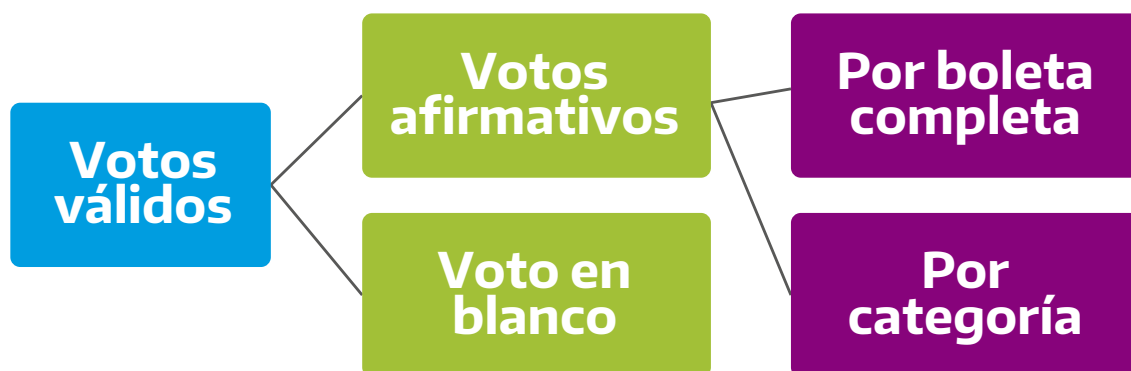 Votos
válidos
Votos
afirmativos
Voto en
blanco
Por boleta
completa
Por
categoría